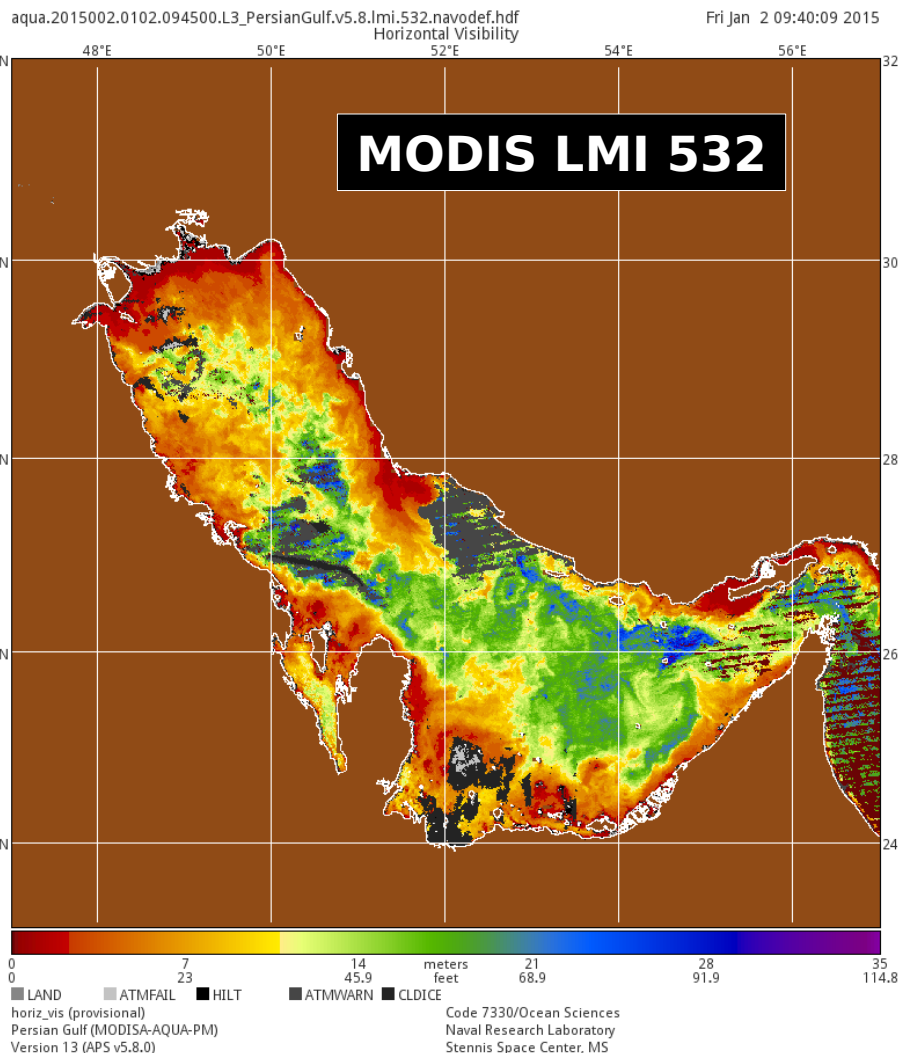 aqua.2015002.0102.094500.L3_PersianGulf.v5.8.lmi.532.navodef.hdf Fri Jan 2 09:40:09 2015
Horizontal Visibility
48°E 50°E 52°E 54°E 56°E
N 32
MODIS LMI 532
N 30
N 28
N 26
N 24
0 7 14 meters 21 28 35
0 23 45.9 feet 68.9 91.9 114.8
LAND ATMFAIL HILT ATMWARN CLDICE
horiz_vis (provisional) Code 7330/Ocean Sciences
Persian Gulf (MODISA-AQUA-PM) Naval Research Laboratory
Version 13 (APS v5.8.0) Stennis Space Center, MS